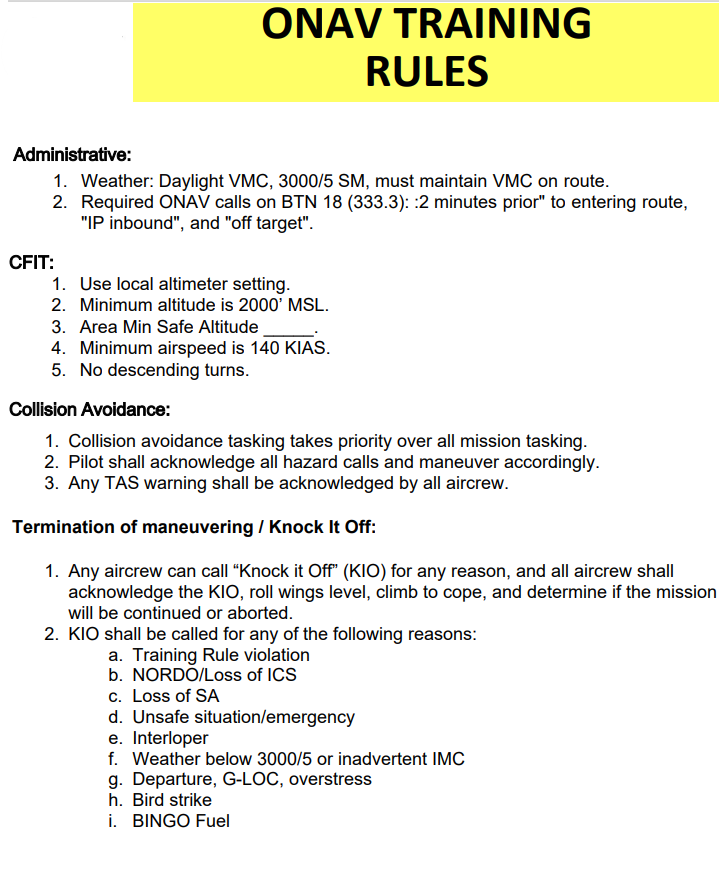 ONAV TRAINING
RULES
Administrative:
1. Weather: Daylight VMC, 3000/5 SM, must maintain VMC on route.
2. Required ONAV calls on BTN 18 (333.3): :2 minutes prior" to entering route,
"IP inbound", and "off target".
CFIT:
1. Use local altimeter setting.
2. Minimum altitude is 2000' MSL.
3. Area Min Safe Altitude _____.
4. Minimum airspeed is 140 KIAS.
5. No descending turns.
Collision Avoidance:
1. Collision avoidance tasking takes priority over all mission tasking.
2. Pilot shall acknowledge all hazard calls and maneuver accordingly.
3. Any TAS warning shall be acknowledged by all aircrew.
Termination of maneuvering / Knock It Off:
1. Any aircrew can call “Knock it Off” (KIO) for any reason, and all aircrew shall
acknowledge the KIO, roll wings level, climb to cope, and determine if the mission
will be continued or aborted.
2. KIO shall be called for any of the following reasons:
a. Training Rule violation
b. NORDO/Loss of ICS
c. Loss of SA
d. Unsafe situation/emergency
e. Interloper
f. Weather below 3000/5 or inadvertent IMC
g. Departure, G-LOC, overstress
h. Bird strike
i. BINGO Fuel